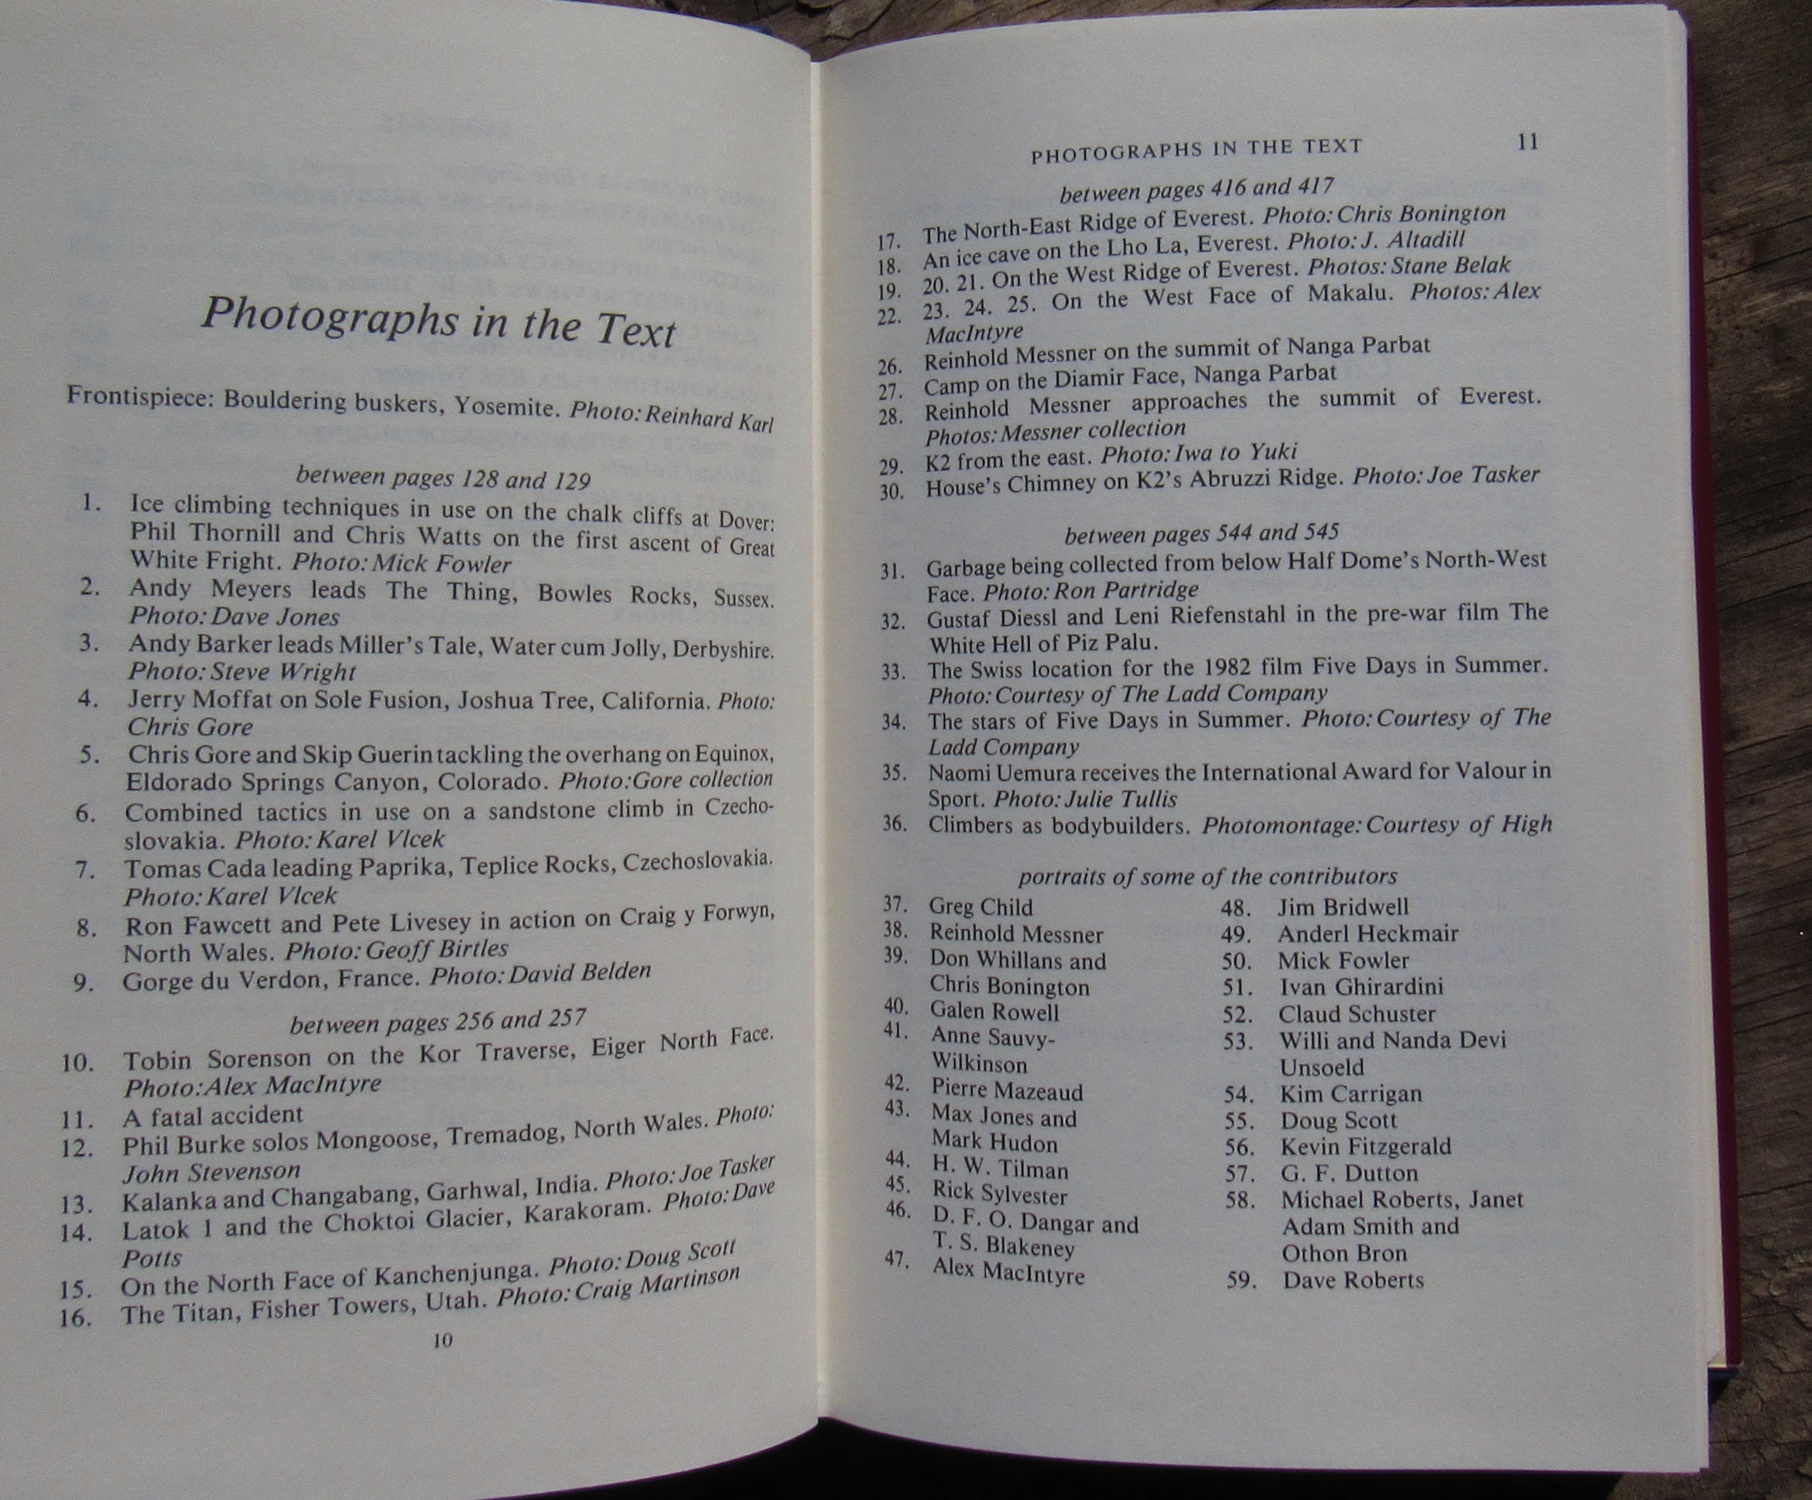 Photographs in the Text
Frontispiece: Bouldering buskers, Yosemite. Photo: Reinhard Karl
between pages 128 and 129
1. Ice climbing techniques in use on the chalk cliffs at Dover:
Phil Thornill and Chris Watts on the first ascent of Great
White Fright. Photo: Mick Fowler
2. Andy Meyers leads The Thing, Bowles Rocks, Sussex.
Photo: Dave Jones
3. Andy Barker leads Miller's Tale, Water cum Jolly, Derbyshire.
Photo: Steve Wright
4. Jerry Moffat on Sole Fusion, Joshua Tree, California. Photo:
Chris Gore
5. Chris Gore and Skip Guerin tackling the overhang on Equinox,
Eldorado Springs Canyon, Colorado. Photo: Gore collection
6. Combined tactics in use on a sandstone climb in Czecho-
slovakia. Photo: Karel Vlcek
7. Tomas Cada leading Paprika, Teplice Rocks, Czechoslovakia.
Photo: Karel Vlcek
8. Ron Fawcett and Pete Livesey in action on Craig y Forwyn,
North Wales. Photo: Geoff Birtles
9. Gorge du Verdon, France. Photo: David Belden
between pages 256 and 257
10. Tobin Sorenson on the Kor Traverse, Eiger North Face.
Photo: Alex MacIntyre
11. A fatal accident
12. Phil Burke solos Mongoose, Tremadog, North Wales. Photo:
John Stevenson
13. Kalanka and Changabang, Garhwal, India. Photo: Joe Tasker
14. Latok 1 and the Choktoi Glacier, Karakoram. Photo: Dave
Potts
15. On the North Face of Kanchenjunga. Photo: Doug Scott
16. The Titan, Fisher Towers, Utah. Photo: Craig Martinson
10
PHOTOGRAPHS IN THE TEXT 11
between pages 416 and 417
17. The North-East Ridge of Everest. Photo: Chris Bonington
18. An ice cave on the Lho La, Everest. Photo: J. Altadill
19. 20. 21. On the West Ridge of Everest. Photos: Stane Belak
22. 23. 24. 25. On the West Face of Makalu. Photos: Alex
MacIntyre
26. Reinhold Messner on the summit of Nanga Parbat
27. Camp on the Diamir Face, Nanga Parbat
28. Reinhold Messner approaches the summit of Everest.
Photos: Messner collection
29. K2 from the east. Photo: Iwa to Yuki
30. House's Chimney on K2's Abruzzi Ridge. Photo: Joe Tasker
between pages 544 and 545
31. Garbage being collected from below Half Dome's North-West
Face. Photo: Ron Partridge
32. Gustaf Diessl and Leni Riefenstahl in the pre-war film The
White Hell of Piz Palu.
33. The Swiss location for the 1982 film Five Days in Summer.
Photo: Courtesy of The Ladd Company
34. The stars of Five Days in Summer. Photo: Courtesy of The
Ladd Company
35. Naomi Uemura receives the International Award for Valour in
Sport. Photo: Julie Tullis
36. Climbers as bodybuilders. Photomontage: Courtesy of High
portraits of some of the contributors
37. Greg Child
38. Reinhold Messner
39. Don Whillans and
Chris Bonington
40. Galen Rowell
41. Anne Sauvy-
Wilkinson
42. Pierre Mazeaud
43. Max Jones and
Mark Hudon
44. H. W. Tilman
45. Rick Sylvester
46. D. F. O. Dangar and
T. S. Blakeney
47. Alex MacIntyre
48. Jim Bridwell
49. Anderl Heckmair
50. Mick Fowler
51. Ivan Ghirardini
52. Claud Schuster
53. Willi and Nanda Devi
Unsoeld
54. Kim Carrigan
55. Doug Scott
56. Kevin Fitzgerald
57. G. F. Dutton
58. Michael Roberts, Janet
Adam Smith and
Othon Bron
59. Dave Roberts